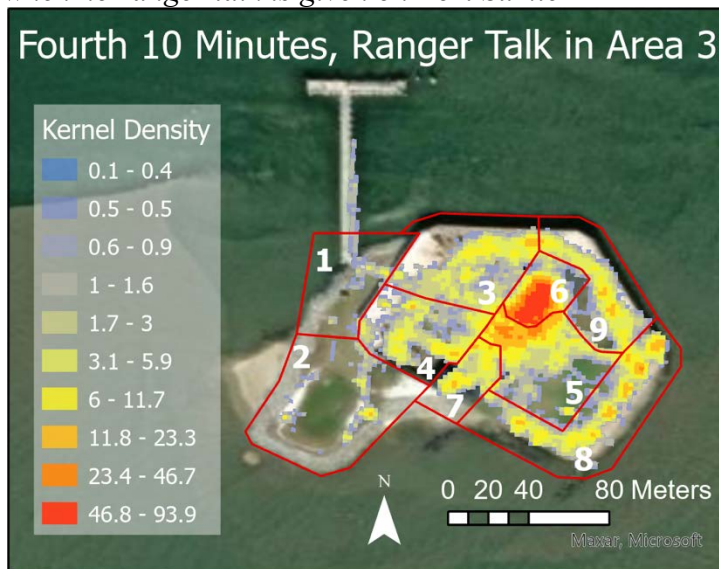 Fourth 10 Minutes, Ranger Talk in Area 3
Kernel Density
0.1 - 0.4
0.5 - 0.5
0.6 - 0.9
1 - 1.6
1.7 - 3
3.1 - 5.9
6 - 11.7
11.8 - 23.3
23.4 - 46.7
46.8 - 93.9
1
2
3
4
5
6
7
8
9
N
0 20 40 80 Meters
Maxar, Microsoft